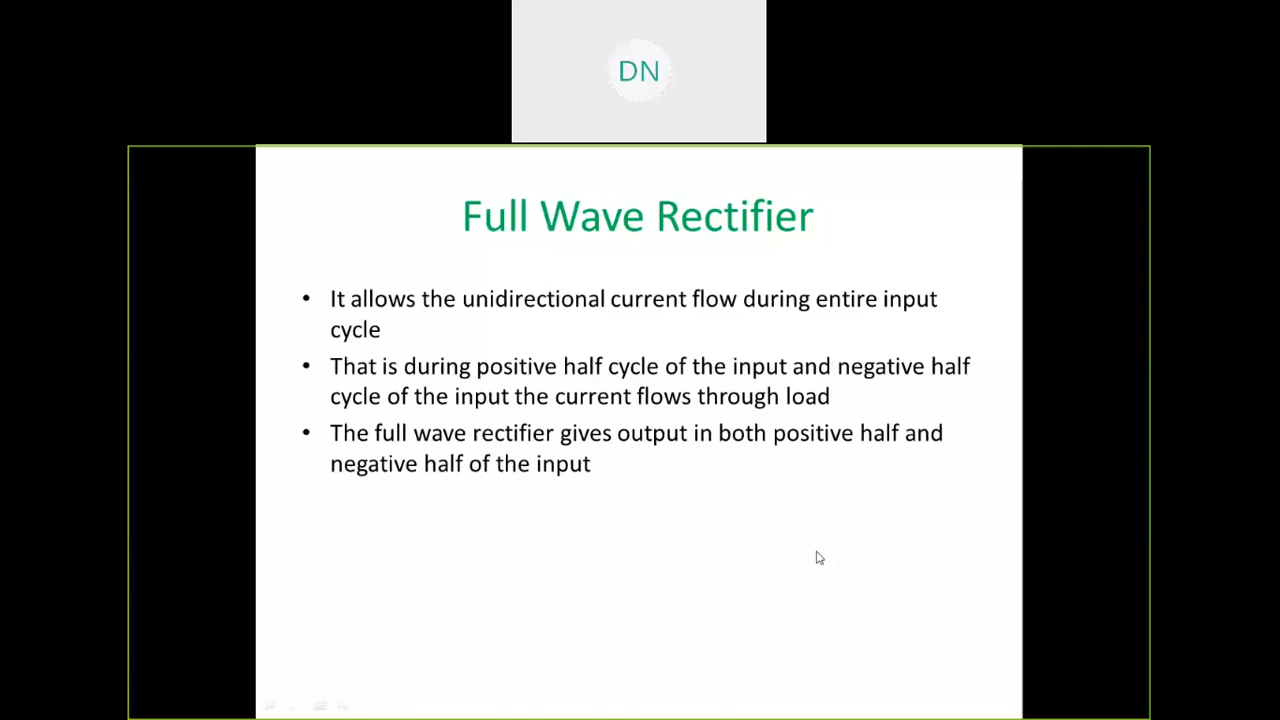 DN
Full Wave Rectifier
• It allows the unidirectional current flow during entire input
cycle
• That is during positive half cycle of the input and negative half
cycle of the input the current flows through load
• The full wave rectifier gives output in both positive half and
negative half of the input